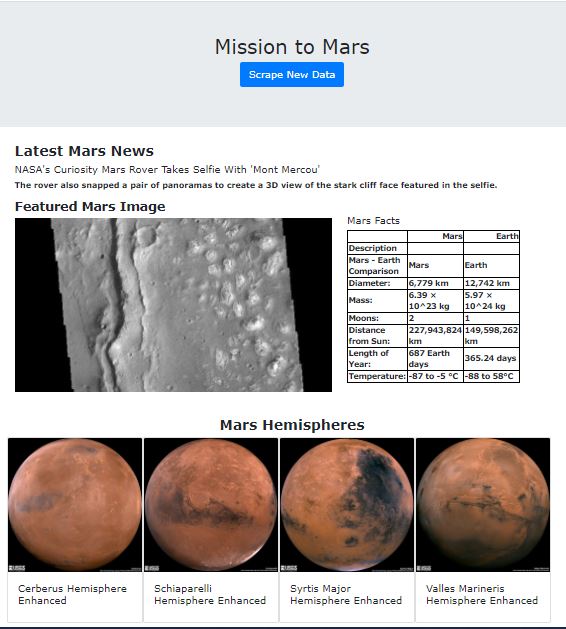 Mission to Mars
Scrape New Data
Latest Mars News
NASA's Curiosity Mars Rover Takes Selfie With 'Mont Mercou'
The rover also snapped a pair of panoramas to create a 3D view of the stark cliff face featured in the selfie.
Featured Mars Image
Mars Facts
Mars Earth
Description
Mars - Earth
Comparison Mars Earth
Diameter: 6,779 km 12,742 km
Mass: 6.39 × 10^23 kg 5.97 × 10^24 kg
Moons: 2 1
Distance from Sun: 227,943,824 km 149,598,262 km
Length of Year: 687 Earth days 365.24 days
Temperature: -87 to -5 °C -88 to 58°C
Mars Hemispheres
Cerberus Hemisphere
Enhanced
Schiaparelli
Hemisphere Enhanced
Syrtis Major
Hemisphere Enhanced
Valles Marineris
Hemisphere Enhanced